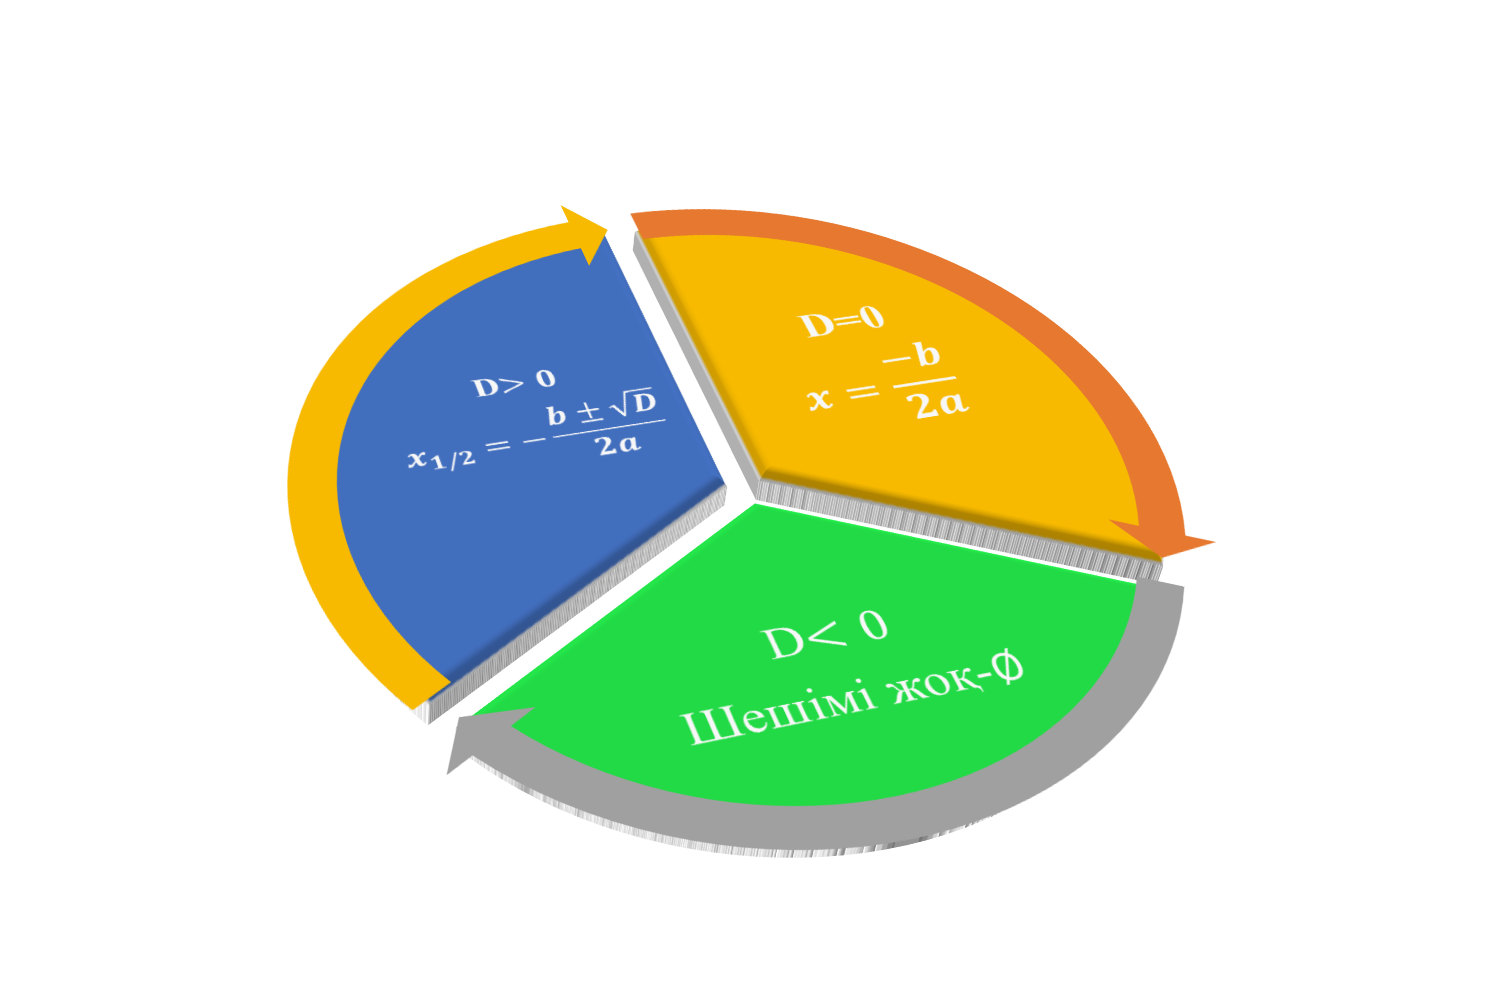 D> 0
x₁/₂ = −(b ± √D)/2a
D=0
x = −b/2a
D< 0
Шешімі жоқ-∅